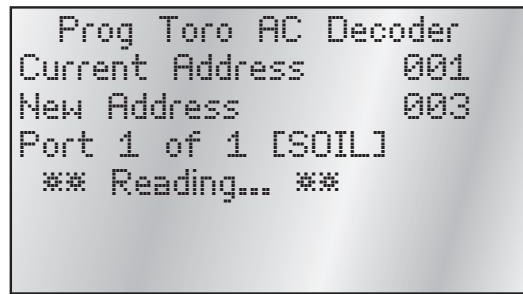 Prog Toro AC Decoder
Current Address 001
New Address 003
Port 1 of 1 [SOIL]
** Reading... **